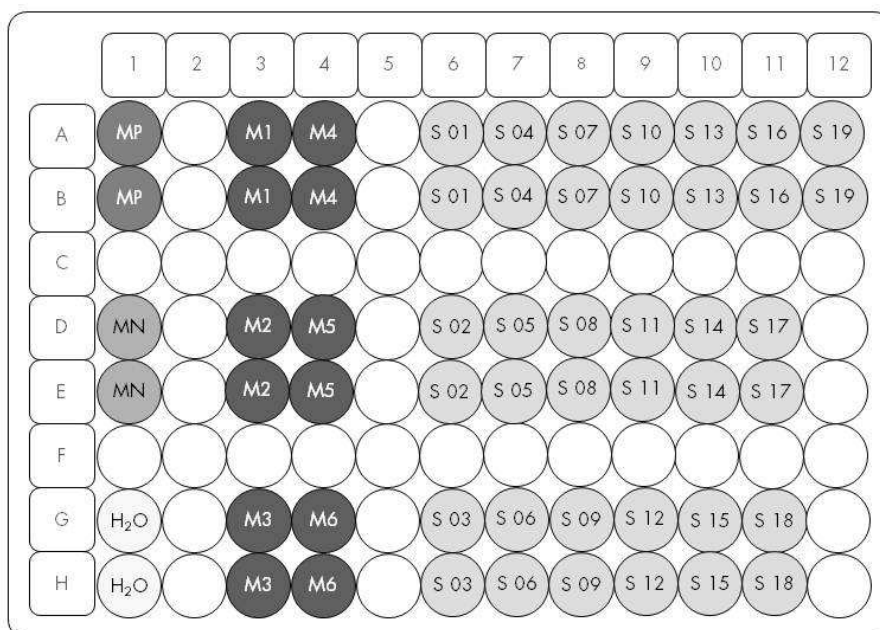 1 2 3 4 5 6 7 8 9 10 11 12
A MP M1 M4 S 01 S 04 S 07 S 10 S 13 S 16 S 19
B MP M1 M4 S 01 S 04 S 07 S 10 S 13 S 16 S 19
C
D MN M2 M5 S 02 S 05 S 08 S 11 S 14 S 17
E MN M2 M5 S 02 S 05 S 08 S 11 S 14 S 17
F
G H₂O M3 M6 S 03 S 06 S 09 S 12 S 15 S 18
H H₂O M3 M6 S 03 S 06 S 09 S 12 S 15 S 18